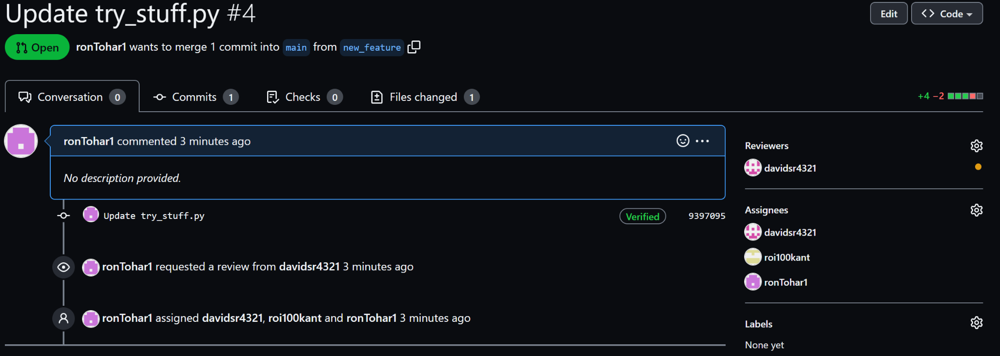 Update try_stuff.py #4
Edit
Code
Open
ronTohar1 wants to merge 1 commit into main from new_feature
Conversation 0
Commits 1
Checks 0
Files changed 1
+4 −2
ronTohar1 commented 3 minutes ago
No description provided.
Update try_stuff.py
Verified
9397095
ronTohar1 requested a review from davidsr4321 3 minutes ago
ronTohar1 assigned davidsr4321, roi100kant and ronTohar1 3 minutes ago
Reviewers
davidsr4321
Assignees
davidsr4321
roi100kant
ronTohar1
Labels
None yet